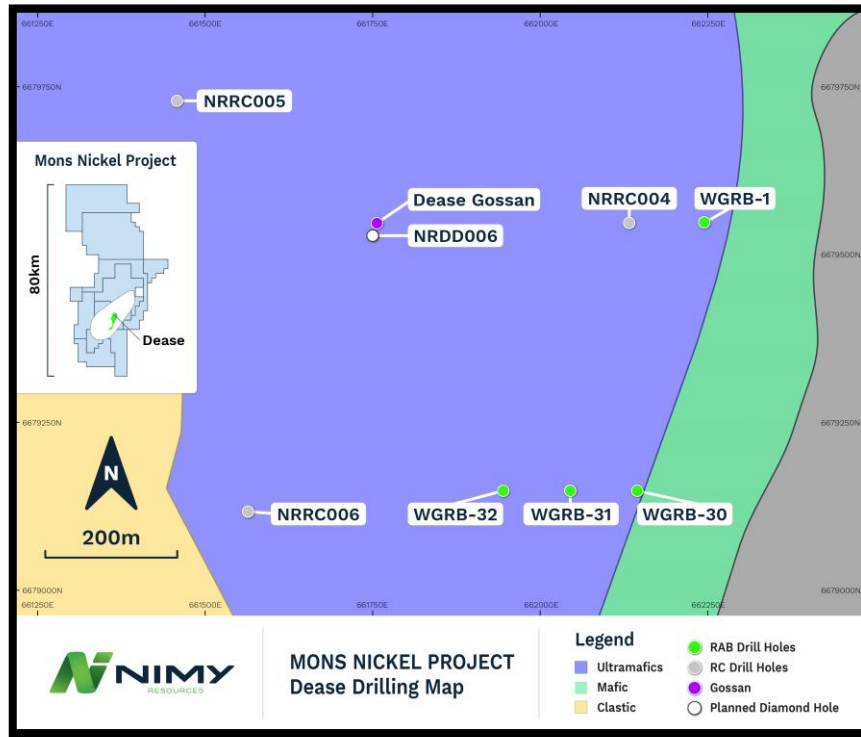 661250E 661500E 661750E 662000E 662250E
6679750N 6679750N
NRRC005
Mons Nickel Project
80km
Dease
Dease Gossan
NRDD006
NRRC004
WGRB-1
6679500N
6679250N 6679250N
N
200m
NRRC006
WGRB-32
WGRB-31
WGRB-30
6679000N 6679000N
661250E 661500E 661750E 662000E 662250E
NIMY
RESOURCES
MONS NICKEL PROJECT
Dease Drilling Map
Legend
Ultramafics
Mafic
Clastic
RAB Drill Holes
RC Drill Holes
Gossan
Planned Diamond Hole